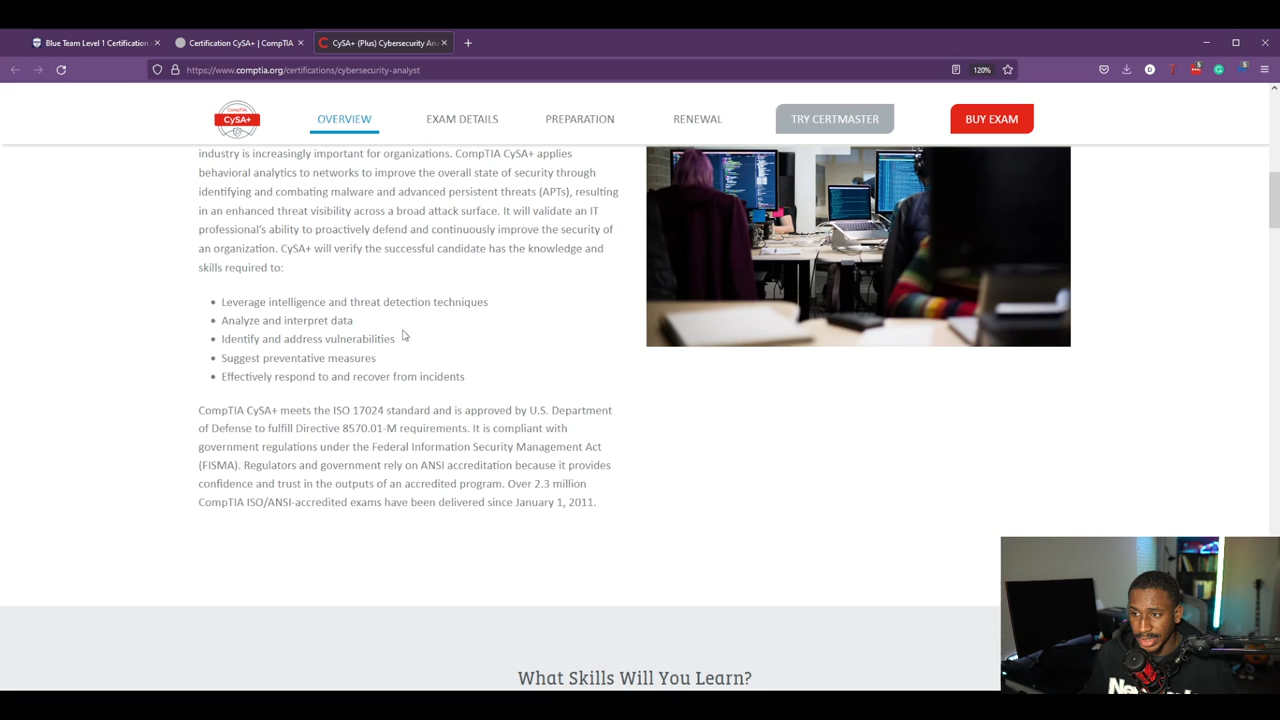 Blue Team Level 1 Certification
Certification CySA+ | CompTIA
CySA+ (Plus) Cybersecurity An
https://www.comptia.org/certifications/cybersecurity-analyst
120%
CompTIA
CySA+
OVERVIEW
EXAM DETAILS
PREPARATION
RENEWAL
TRY CERTMASTER
BUY EXAM
industry is increasingly important for organizations. CompTIA CySA+ applies
behavioral analytics to networks to improve the overall state of security through
identifying and combating malware and advanced persistent threats (APTs), resulting
in an enhanced threat visibility across a broad attack surface. It will validate an IT
professional's ability to proactively defend and continuously improve the security of
an organization. CySA+ will verify the successful candidate has the knowledge and
skills required to:
• Leverage intelligence and threat detection techniques
• Analyze and interpret data
• Identify and address vulnerabilities
• Suggest preventative measures
• Effectively respond to and recover from incidents
CompTIA CySA+ meets the ISO 17024 standard and is approved by U.S. Department
of Defense to fulfill Directive 8570.01-M requirements. It is compliant with
government regulations under the Federal Information Security Management Act
(FISMA). Regulators and government rely on ANSI accreditation because it provides
confidence and trust in the outputs of an accredited program. Over 2.3 million
CompTIA ISO/ANSI-accredited exams have been delivered since January 1, 2011.
What Skills Will You Learn?